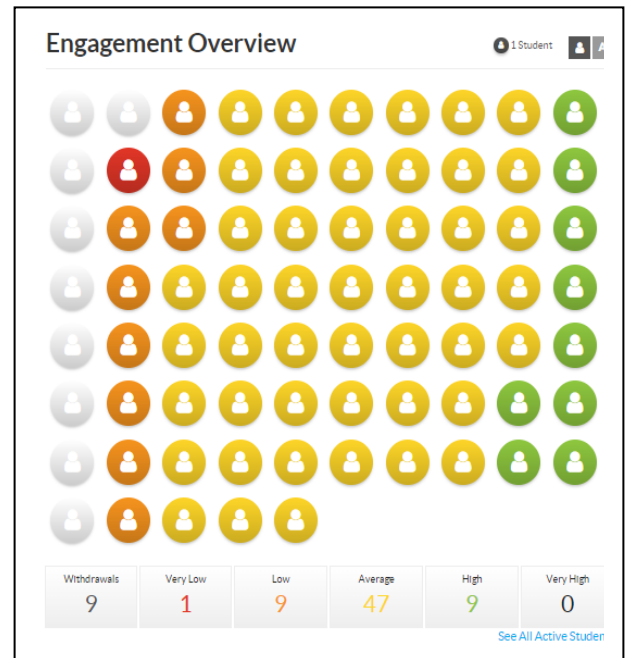 Engagement Overview
1 Student
Withdrawals
Very Low
Low
Average
High
Very High
9
1
9
47
9
0
See All Active